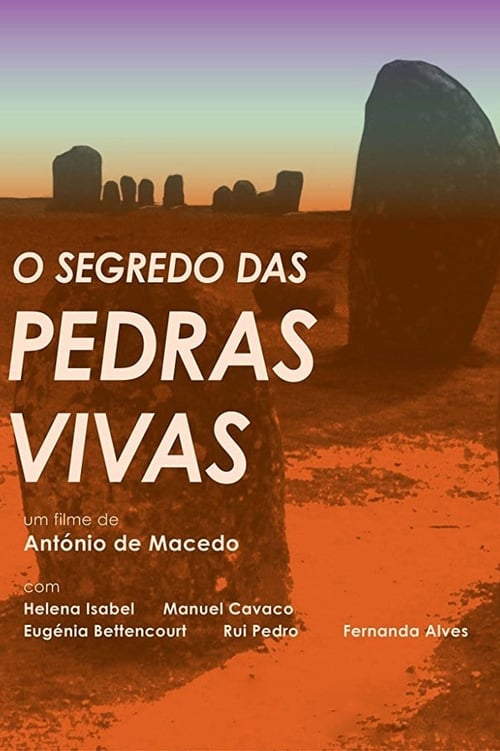 O SEGREDO DAS
PEDRAS
VIVAS
um filme de
António de Macedo
com
Helena Isabel Manuel Cavaco
Eugénia Bettencourt Rui Pedro Fernanda Alves